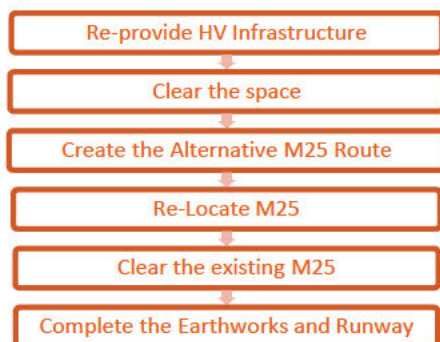 Re-provide HV Infrastructure
Clear the space
Create the Alternative M25 Route
Re-Locate M25
Clear the existing M25
Complete the Earthworks and Runway